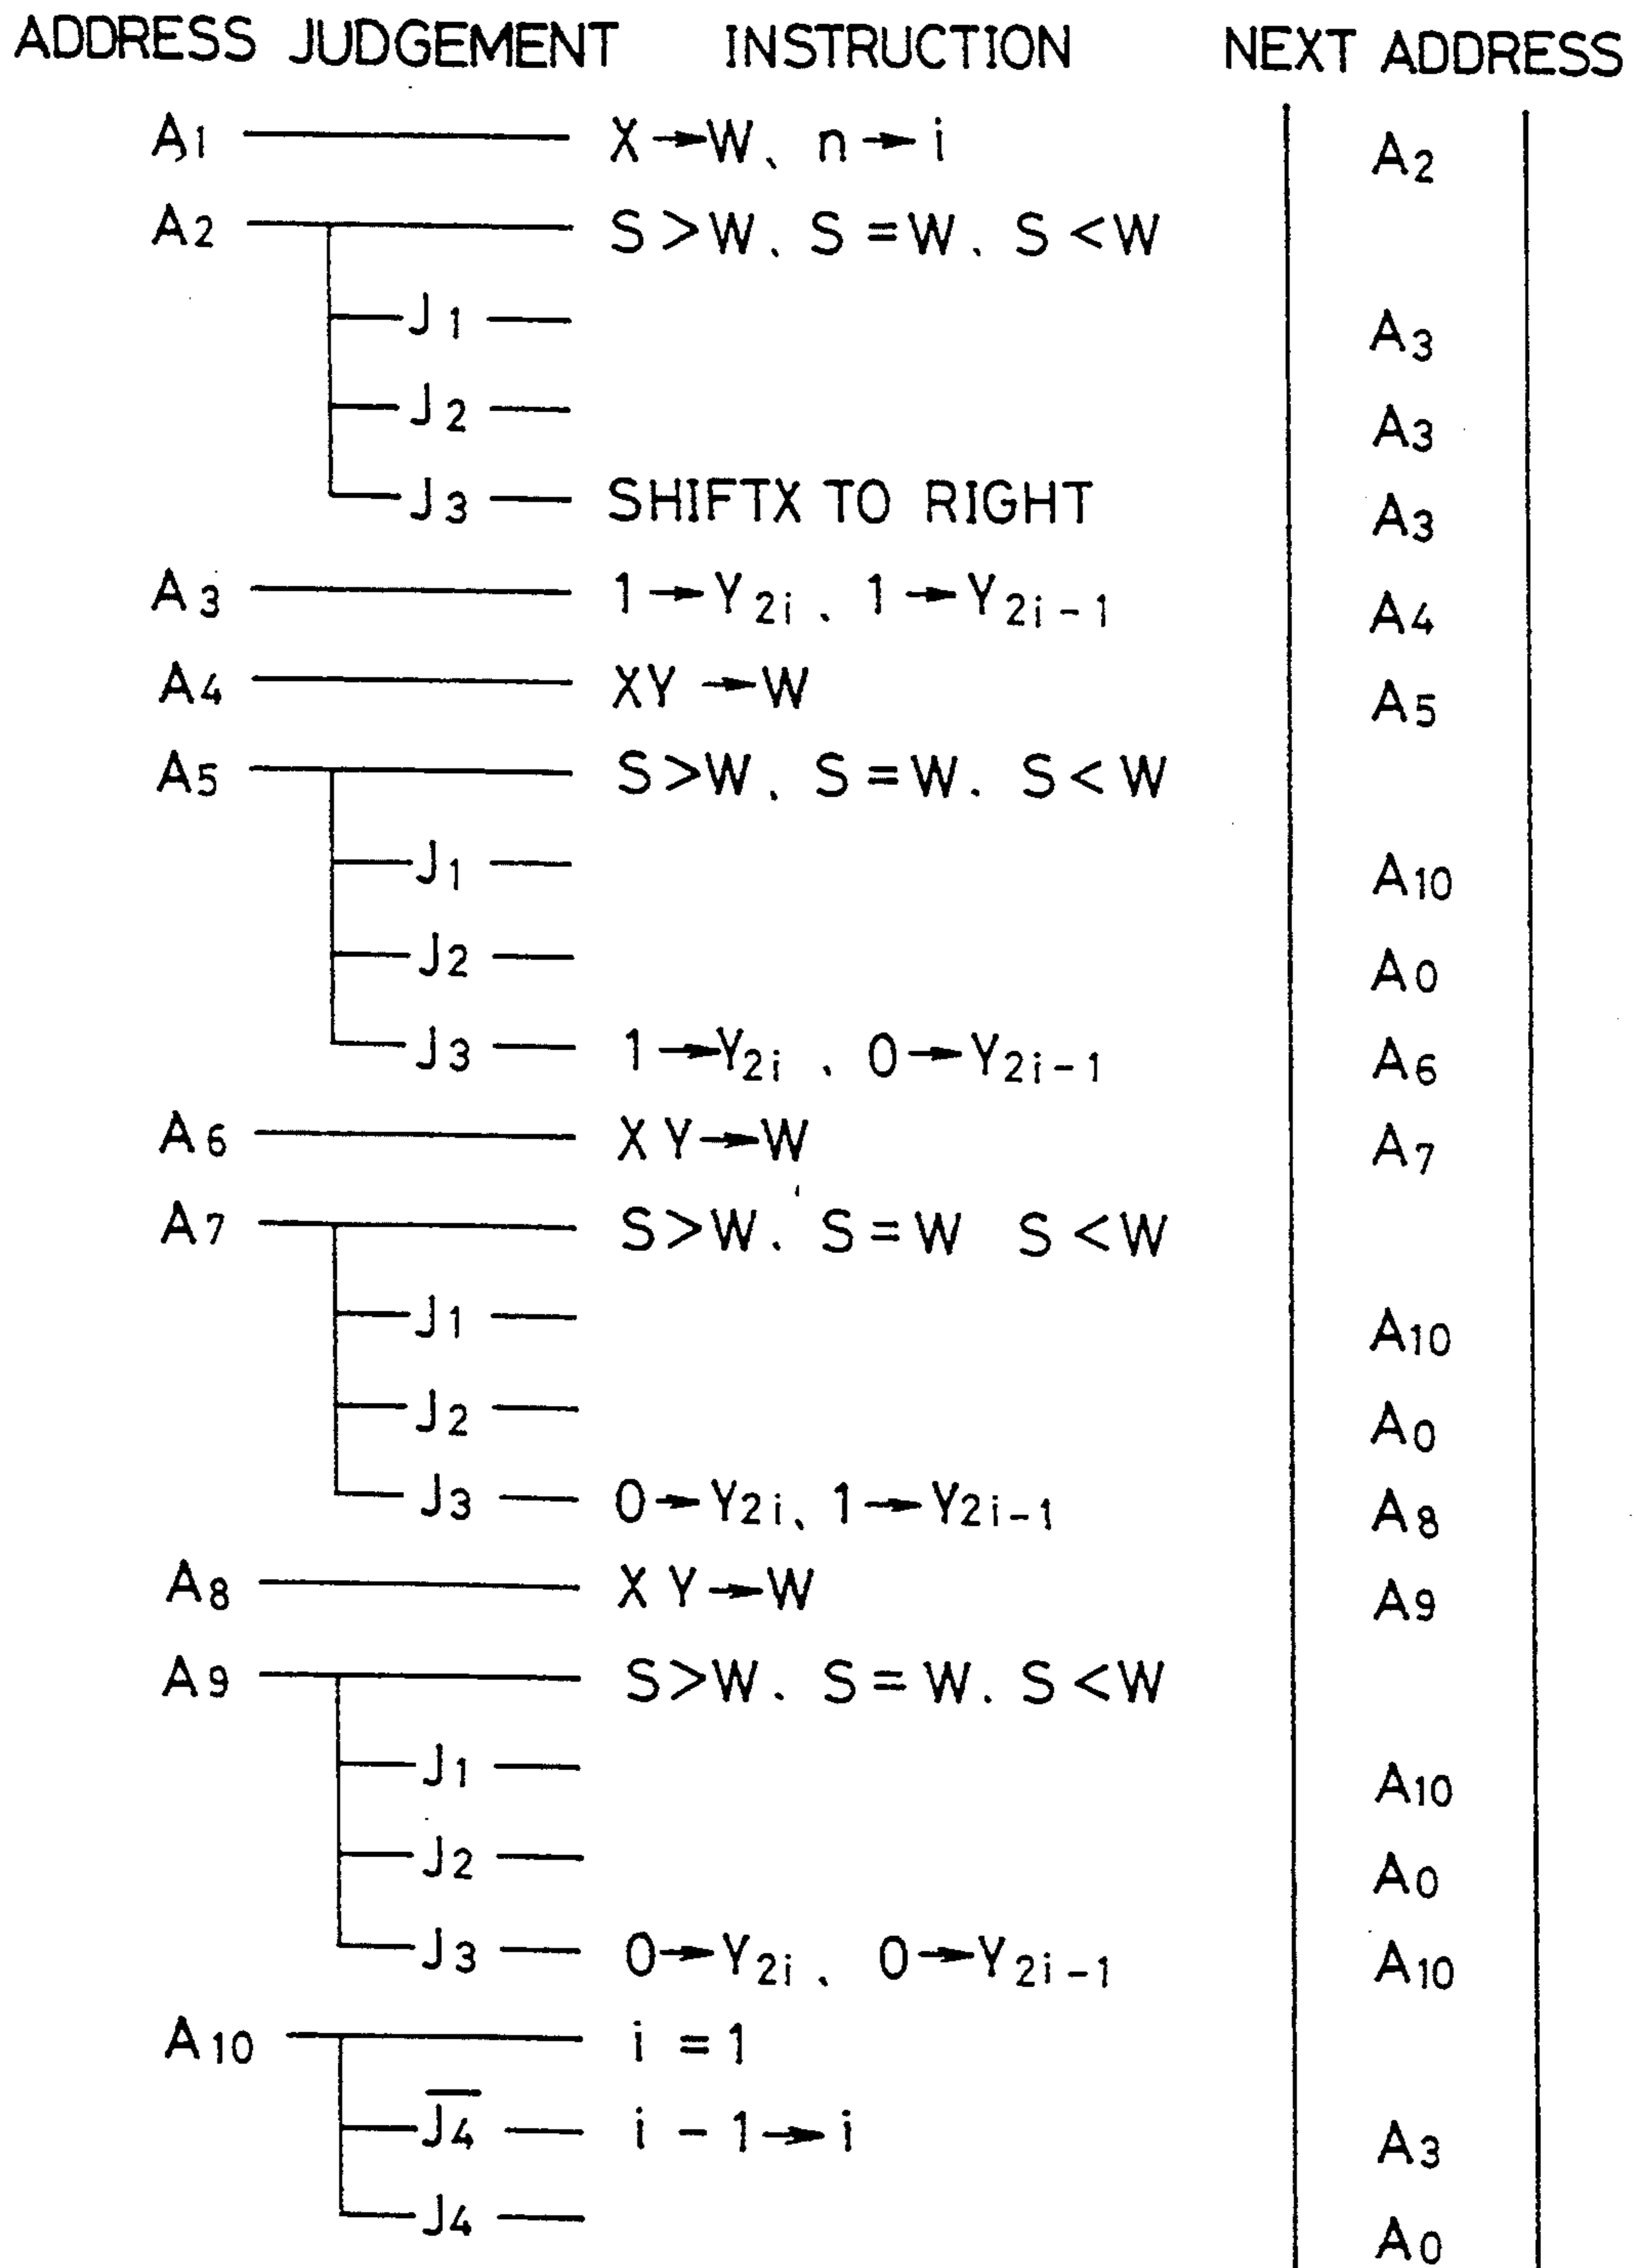 ADDRESS JUDGEMENT INSTRUCTION NEXT ADDRESS
A1 X→W、n→i A2
A2 S>W、S=W、S<W
J1 A3
J2 A3
J3 SHIFTX TO RIGHT A3
A3 1→Y2i、1→Y2i-1 A4
A4 XY→W A5
A5 S>W、S=W、S<W
J1 A10
J2 A0
J3 1→Y2i、0→Y2i-1 A6
A6 XY→W A7
A7 S>W、S=W S<W
J1 A10
J2 A0
J3 0→Y2i、1→Y2i-1 A8
A8 XY→W A9
A9 S>W、S=W、S<W
J1 A10
J2 A0
J3 0→Y2i、0→Y2i-1 A10
A10 i=1
J̅4̅ i-1→i A3
J4 A0